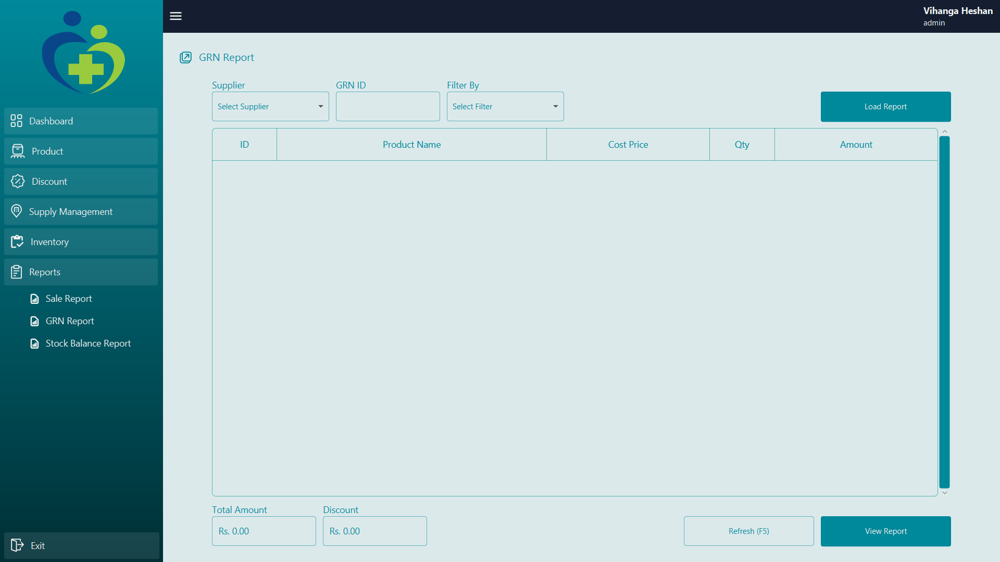 Vihanga Heshan
admin
Dashboard
Product
Discount
Supply Management
Inventory
Reports
Sale Report
GRN Report
Stock Balance Report
Exit
GRN Report
Supplier GRN ID Filter By
Select Supplier Select Filter Load Report
ID Product Name Cost Price Qty Amount
Total Amount Discount
Rs. 0.00 Rs. 0.00 Refresh (F5) View Report